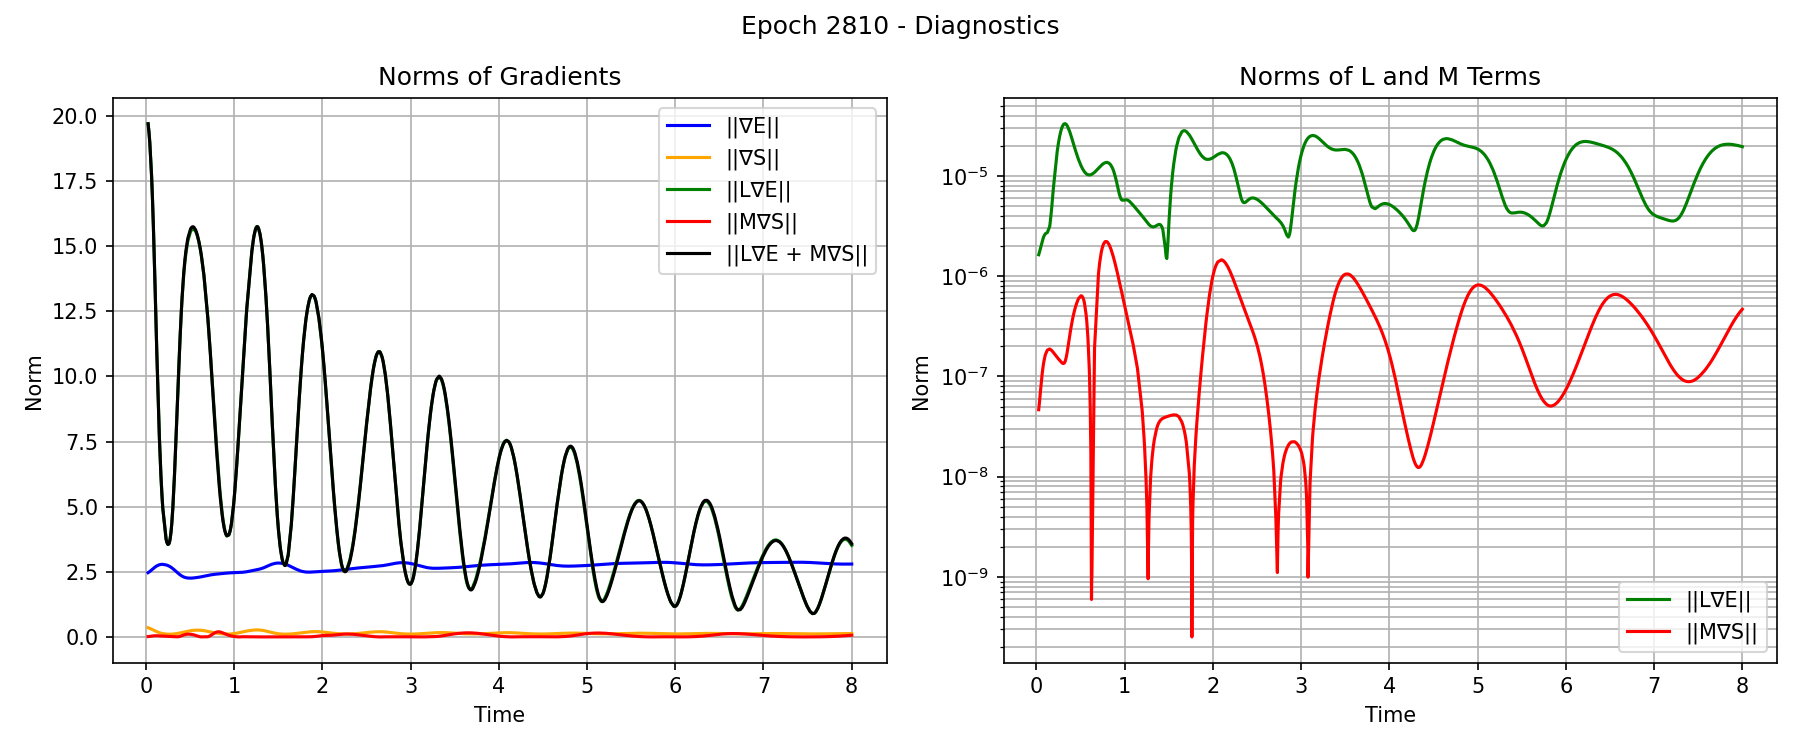 Epoch 2810 - Diagnostics
Norms of Gradients
20.0
17.5
15.0
12.5
10.0
7.5
5.0
2.5
0.0
Norm
0 1 2 3 4 5 6 7 8
Time
||∇E||
||∇S||
||L∇E||
||M∇S||
||L∇E + M∇S||
Norms of L and M Terms
10⁻⁵
10⁻⁶
10⁻⁷
10⁻⁸
10⁻⁹
Norm
0 1 2 3 4 5 6 7 8
Time
||L∇E||
||M∇S||